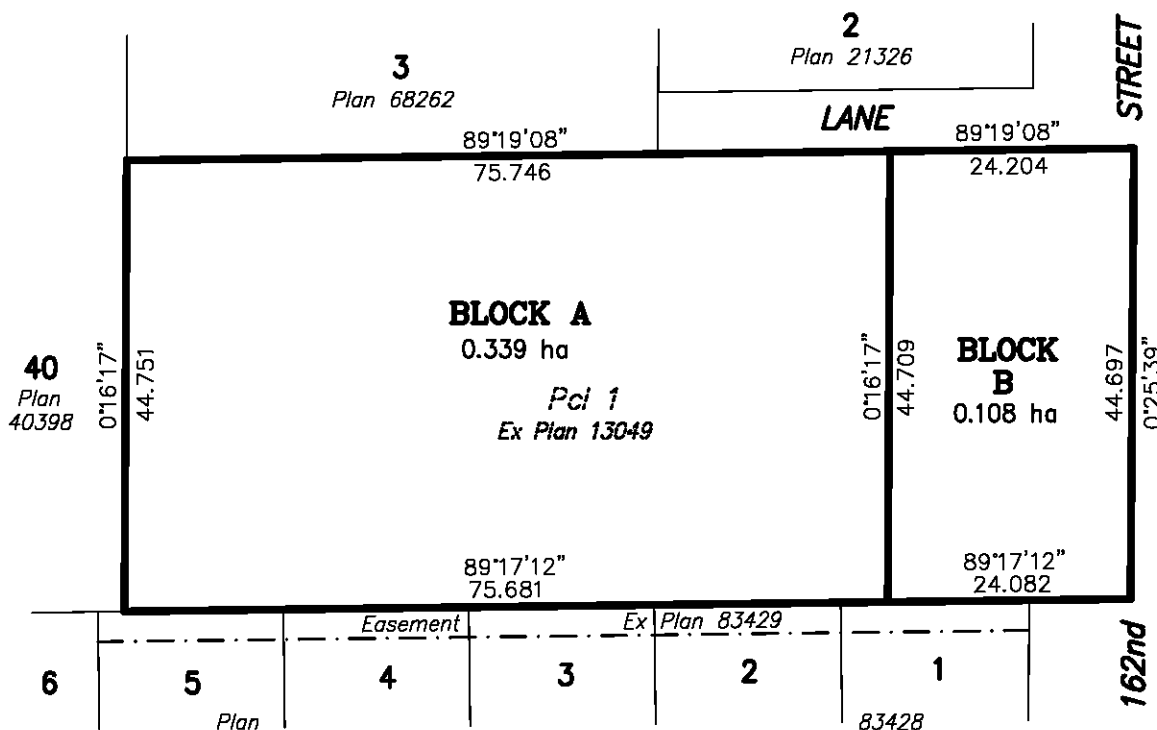 2
Plan 21326
STREET
3
Plan 68262
LANE
89°19'08"
75.746
89°19'08"
24.204
BLOCK A
0.339 ha
Pcl 1
Ex Plan 13049
40
Plan
40398
0°16'17"
44.751
0°16'17"
44.709
BLOCK
B
0.108 ha
44.697
0°25'39"
89°17'12"
75.681
89°17'12"
24.082
Easement Ex Plan 83429
6 5 4 3 2 1
Plan 83428
162nd